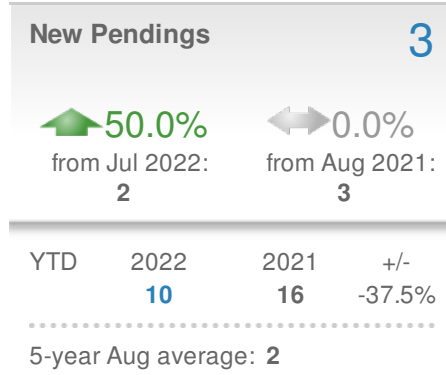 New Pendings 3
50.0% 0.0%
from Jul 2022: from Aug 2021:
2 3
YTD 2022 2021 +/-
10 16 -37.5%
5-year Aug average: 2